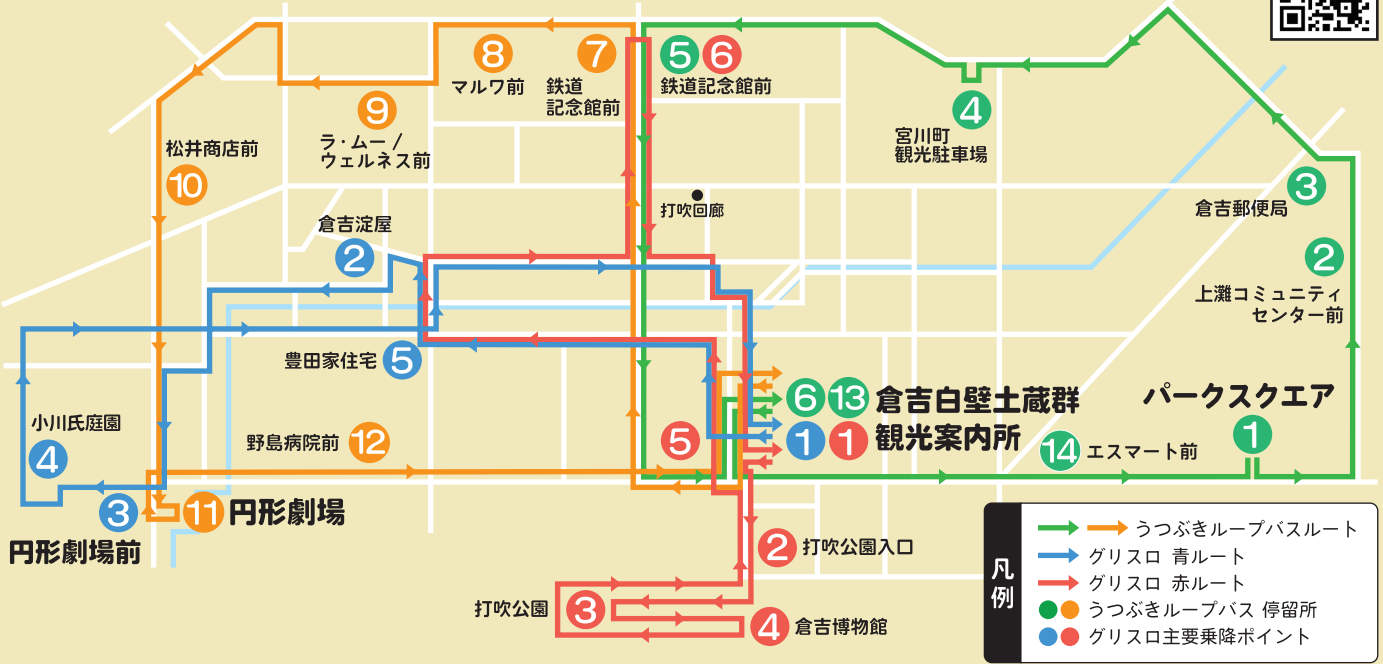 8
マルワ前
7
鉄道
記念館前
5
6
鉄道記念館前
4
宮川町
観光駐車場
9
ラ・ムー/
ウェルネス前
松井商店前
10
打吹回廊
3
倉吉郵便局
倉吉淀屋
2
2
上灘コミュニティ
センター前
豊田家住宅
5
小川氏庭園
4
野島病院前
12
5
6
13
倉吉白壁土蔵群
1
1
観光案内所
パークスクエア
1
14
エスマート前
3
11
円形劇場
円形劇場前
2
打吹公園入口
打吹公園
3
4
倉吉博物館
凡例
うつぶきループバスルート
グリスロ 青ルート
グリスロ 赤ルート
うつぶきループバス 停留所
グリスロ主要乗降ポイント